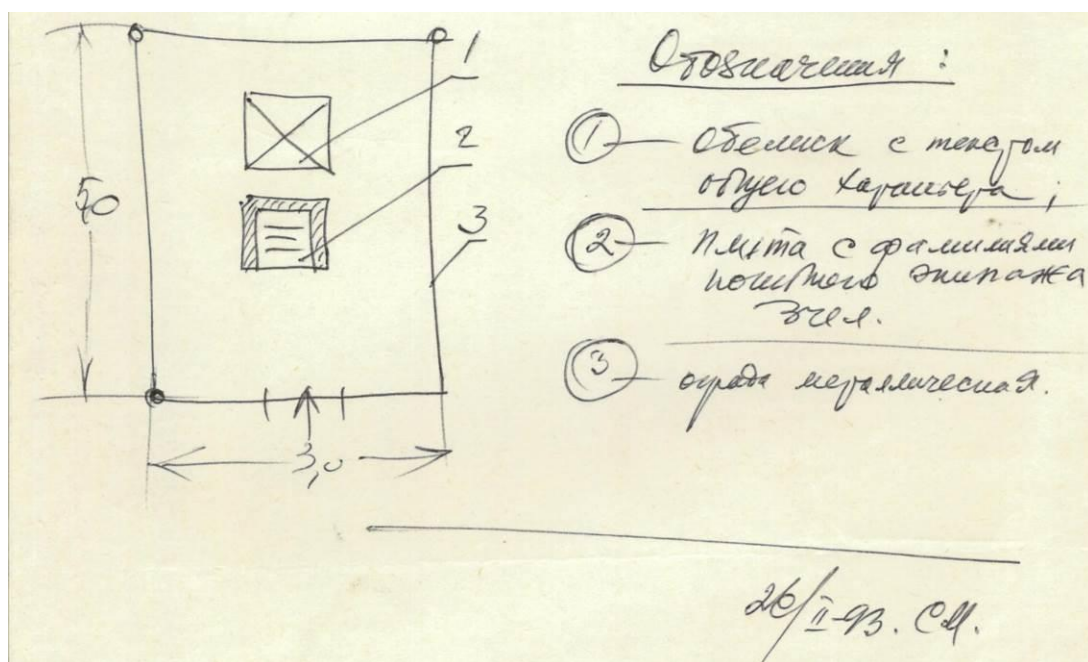 1
2
3
5,0
3,0
Обозначения:
1 — Обелиск с текстом
общего характера;
2 — Плита с фамилиями
погибшего экипажа
3 чел.
3 — ограда металлическая.
26/II-93. СМ.